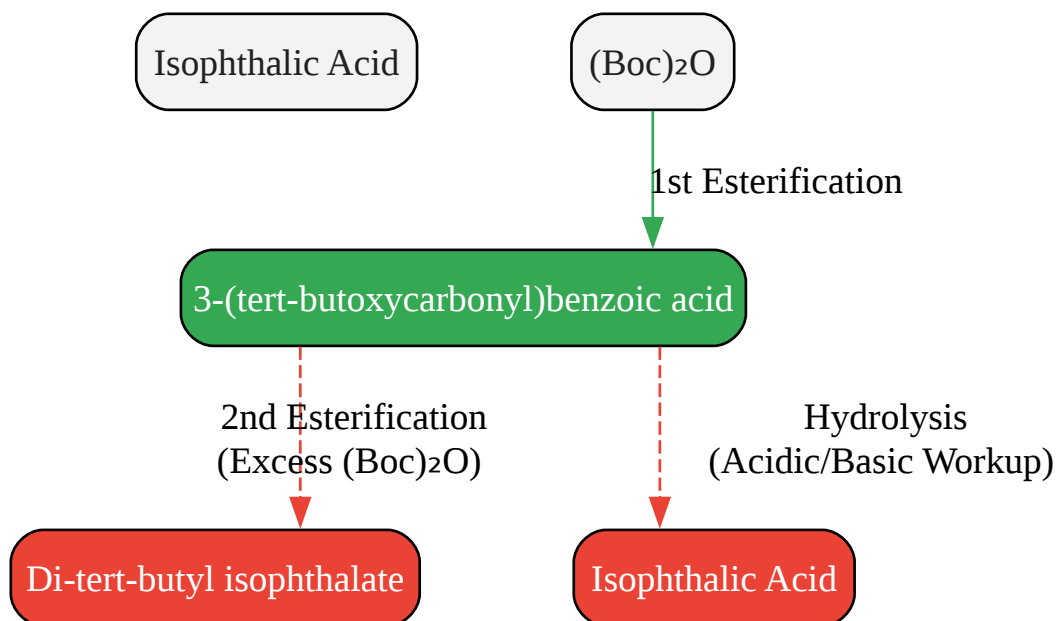 Isophthalic Acid
(Boc)₂O
1st Esterification
3-(tert-butoxycarbonyl)benzoic acid
2nd Esterification
(Excess (Boc)₂O)
Hydrolysis
(Acidic/Basic Workup)
Di-tert-butyl isophthalate
Isophthalic Acid